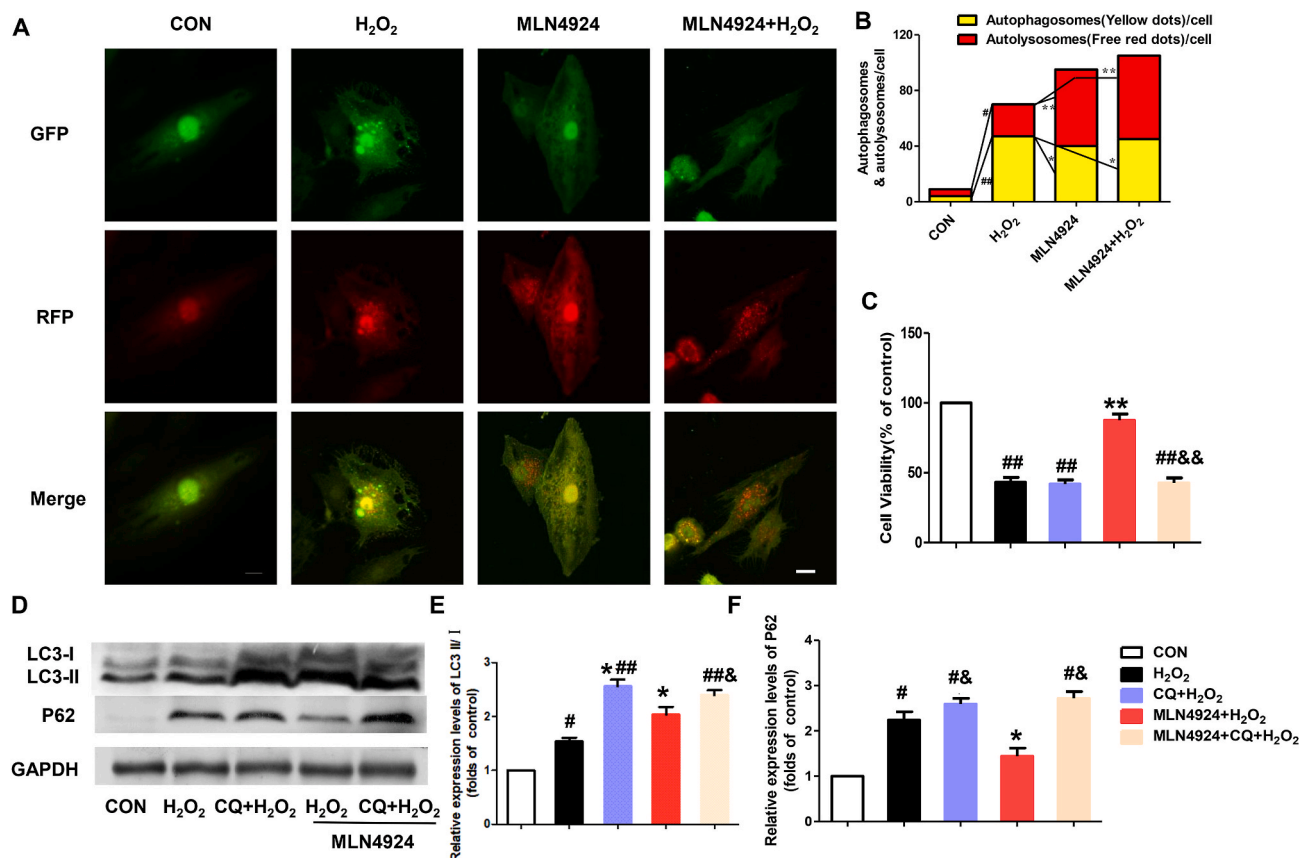 A
CON
H₂O₂
MLN4924
MLN4924+H₂O₂
GFP
RFP
Merge
B
Autophagosomes(Yellow dots)/cell
Autolysosomes(Free red dots)/cell
Autophagosomes
& autolysosomes/cell
120
80
40
0
#
##
**
*
**
*
CON
H₂O₂
MLN4924
MLN4924+H₂O₂
C
Cell Viability(% of control)
150
100
50
0
##
##
**
##&&
D
LC3-I
LC3-II
P62
GAPDH
CON
H₂O₂
CQ+H₂O₂
H₂O₂
CQ+H₂O₂
MLN4924
E
Relative expression levels of LC3 II/ I
(folds of control)
3
2
1
0
#
*##
*
##&
F
Relative expression levels of P62
(folds of control)
4
3
2
1
0
#
#&
*
#&
CON
H₂O₂
CQ+H₂O₂
MLN4924+H₂O₂
MLN4924+CQ+H₂O₂